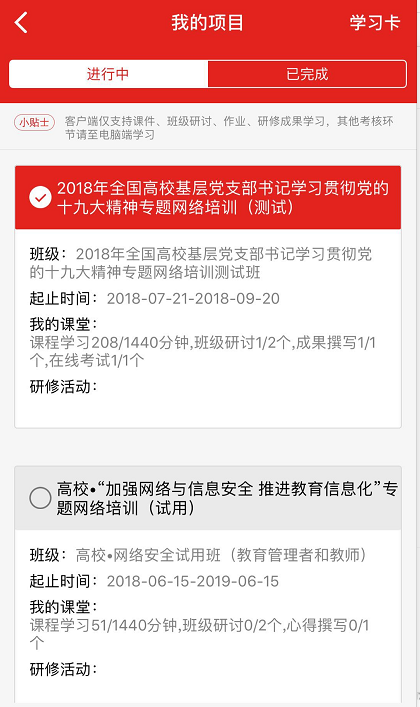 我的项目
学习卡
进行中
已完成
小贴士
客户端仅支持课件、班级研讨、作业、研修成果学习，其他考核环
节请至电脑端学习
2018年全国高校基层党支部书记学习贯彻党的
十九大精神专题网络培训（测试）
班级：2018年全国高校基层党支部书记学习贯彻党
的十九大精神专题网络培训测试班
起止时间：2018-07-21-2018-09-20
我的课堂：
课程学习208/1440分钟,班级研讨1/2个,成果撰写1/1
个,在线考试1/1个
研修活动：
高校•“加强网络与信息安全 推进教育信息化”专
题网络培训（试用）
班级：高校•网络安全试用班（教育管理者和教师）
起止时间：2018-06-15-2019-06-15
我的课堂：
课程学习51/1440分钟,班级研讨0/2个,心得撰写0/1
个
研修活动：